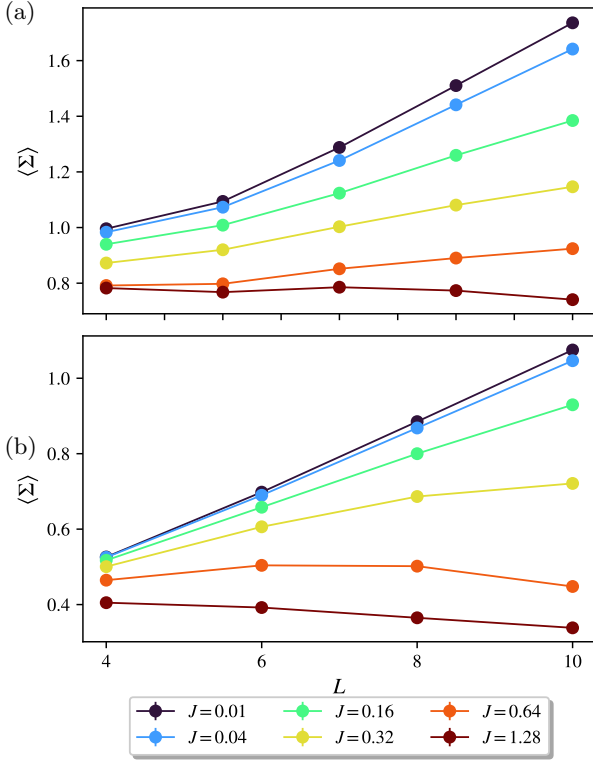 (a)
1.6
1.4
1.2
1.0
0.8
⟨Σ⟩
(b)
1.0
0.8
0.6
0.4
⟨Σ⟩
4 6 8 10
L
J = 0.01 J = 0.16 J = 0.64
J = 0.04 J = 0.32 J = 1.28